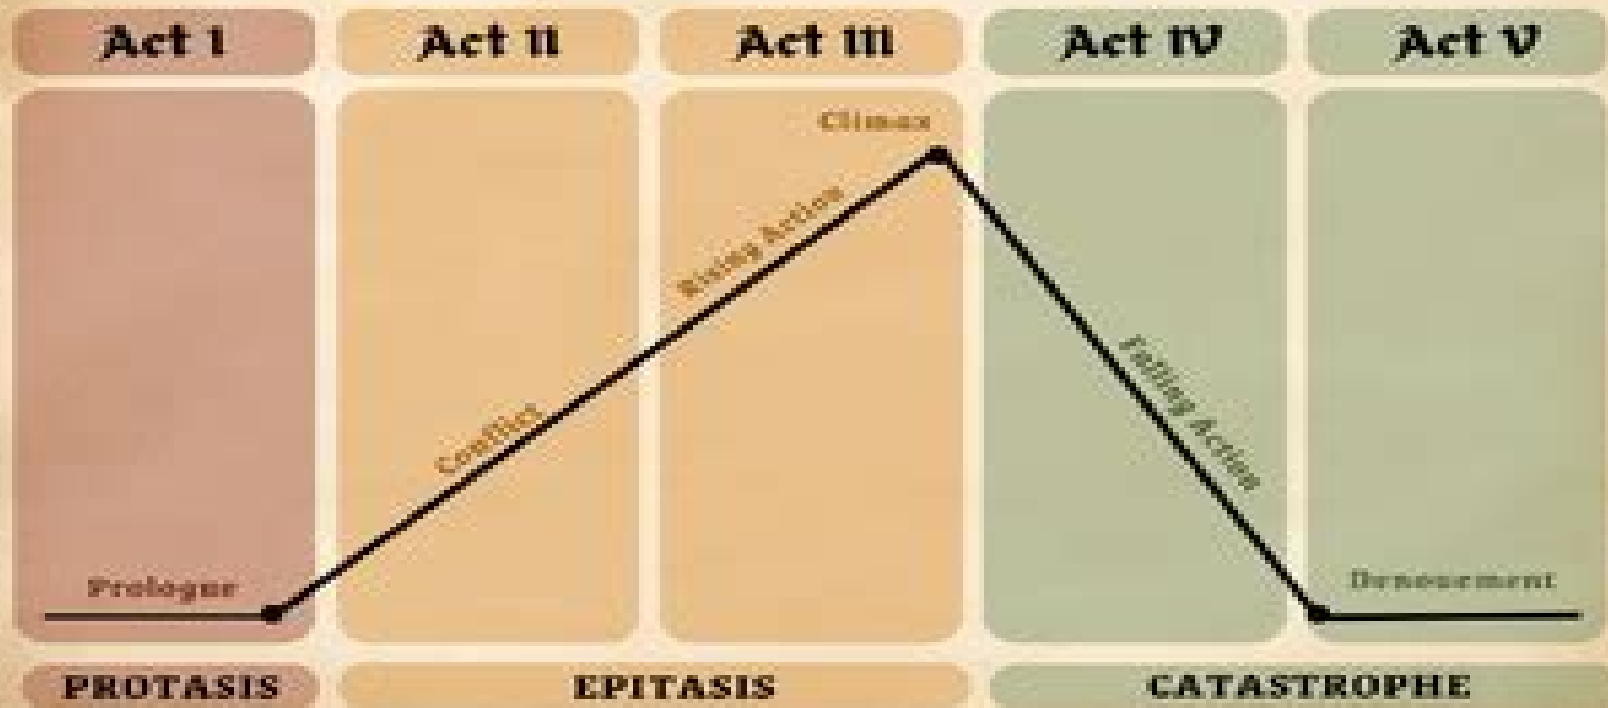 Act I
Act II
Act III
Act IV
Act V
Climax
Rising Action
Conflict
Falling Action
Prologue
Denouement
PROTASIS
EPITASIS
CATASTROPHE